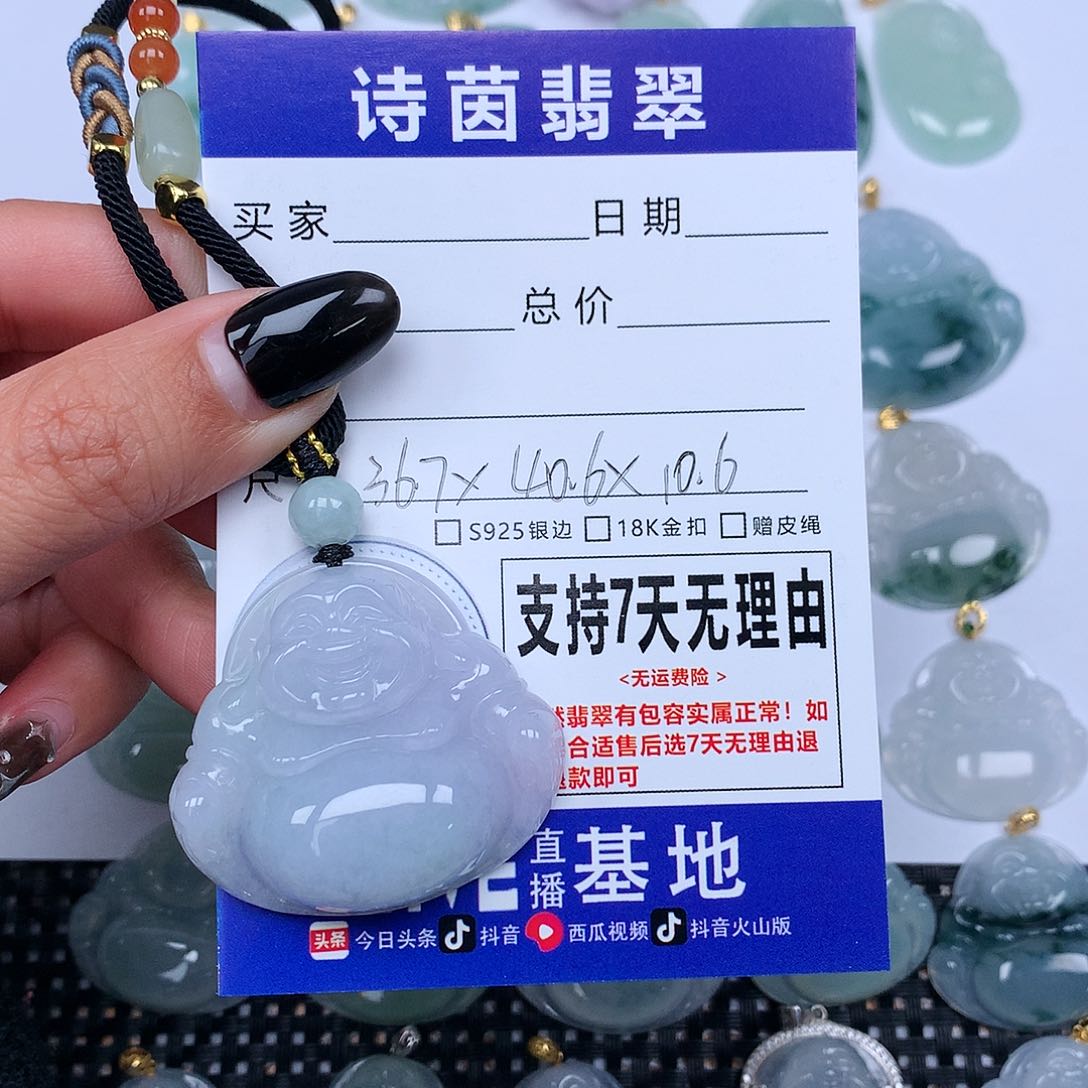 诗茵翡翠
买家 日期
总价
尺 36.7× 40.6× 10.6
□S925银边 □18K金扣 □赠皮绳
支持7天无理由
<无运费险>
翡翠有包容实属正常！如
合适售后选7天无理由退
款即可
直播基地
头条 今日头条 抖音 西瓜视频 抖音火山版